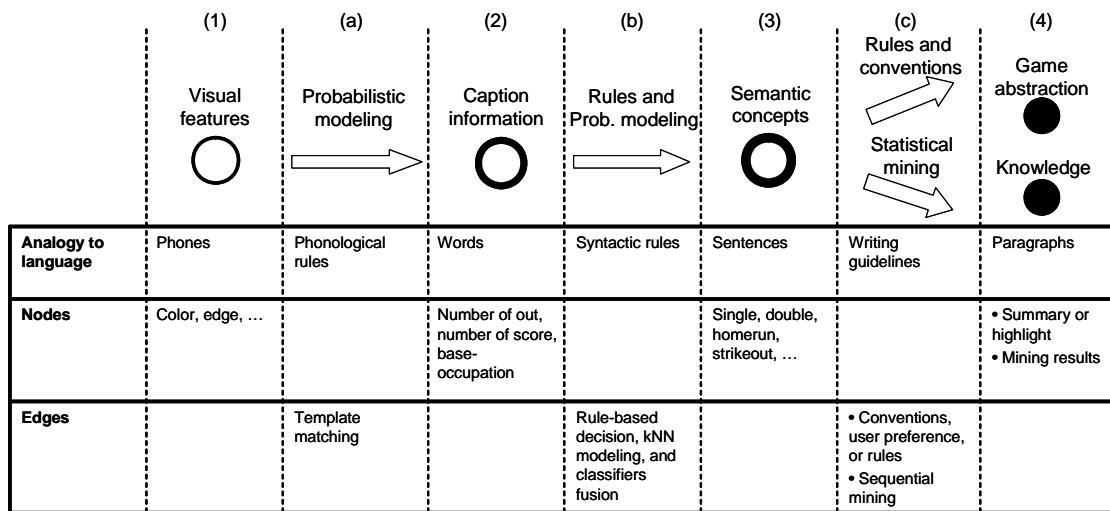 (1)
(a)
(2)
(b)
(3)
(c)
(4)
Visual
features
Probabilistic
modeling
Caption
information
Rules and
Prob. modeling
Semantic
concepts
Rules and
conventions
Statistical
mining
Game
abstraction
Knowledge
Analogy to
language
Phones
Phonological
rules
Words
Syntactic rules
Sentences
Writing
guidelines
Paragraphs
Nodes
Color, edge, …
Number of out,
number of score,
base-
occupation
Single, double,
homerun,
strikeout, …
• Summary or
highlight
• Mining results
Edges
Template
matching
Rule-based
decision, kNN
modeling, and
classifiers
fusion
• Conventions,
user preference,
or rules
• Sequential
mining